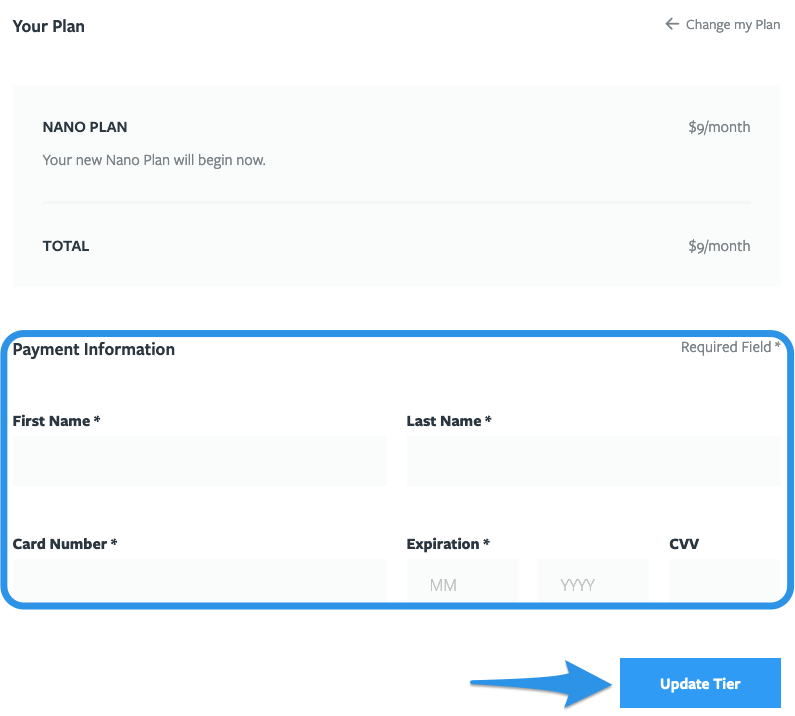 Your Plan
← Change my Plan
NANO PLAN
$9/month
Your new Nano Plan will begin now.
TOTAL
$9/month
Payment Information
Required Field *
First Name *
Last Name *
Card Number *
Expiration *
CVV
MM
YYYY
Update Tier